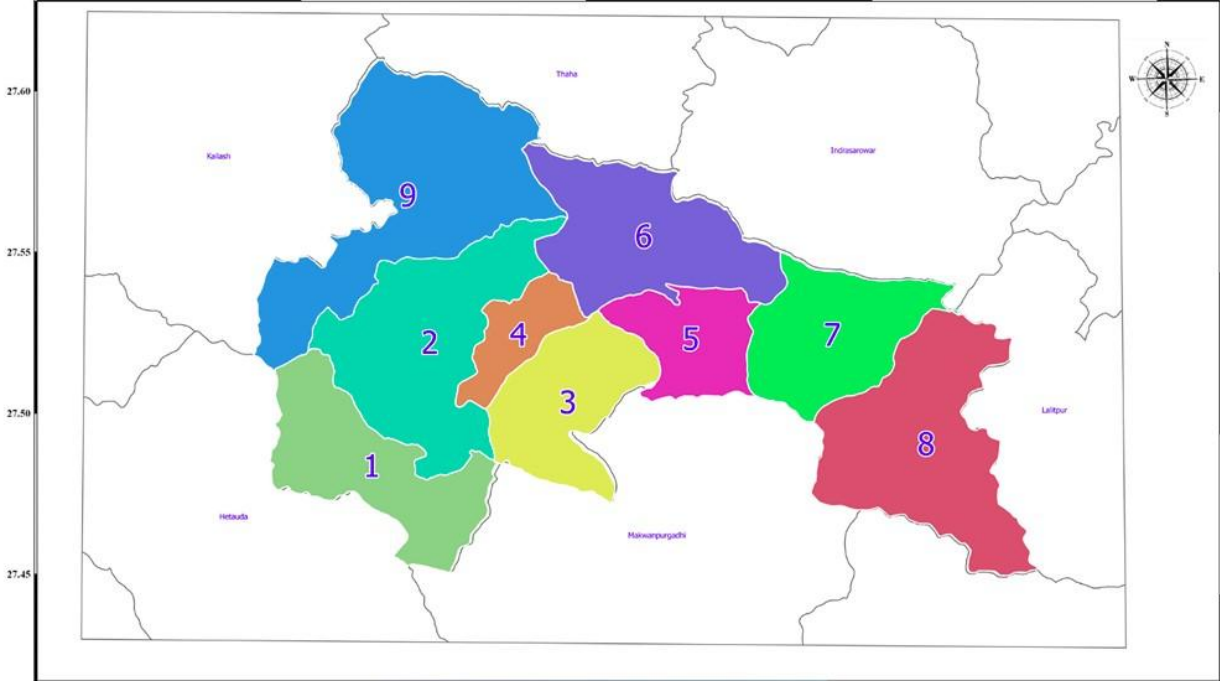 N
W E
S
27.60
27.55
27.50
27.45
Thaha
Kailash
Indrasarowar
Lalitpur
Hetauda
Makwanpurgadhi
9
6
2
4
5
7
3
1
8